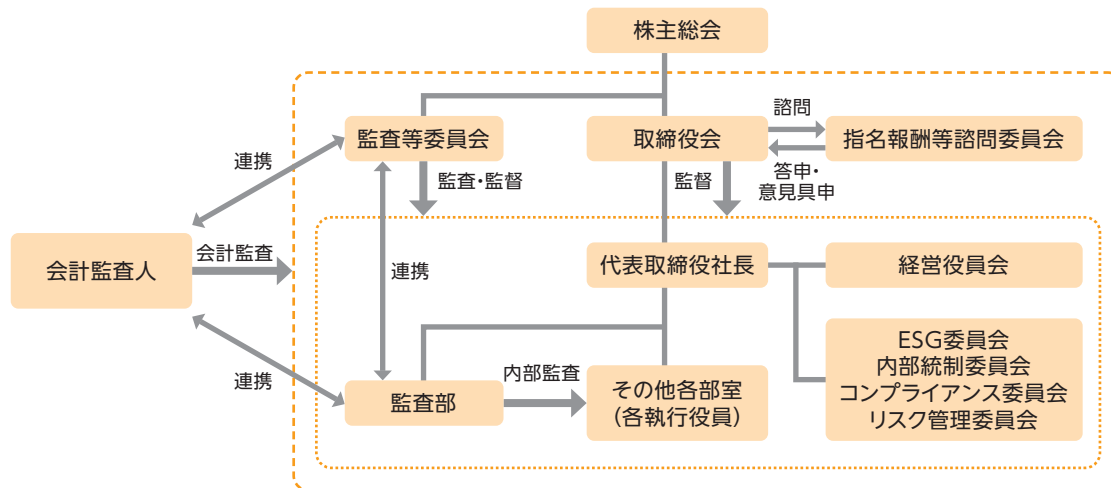 株主総会
諮問
監査等委員会
取締役会
指名報酬等諮問委員会
連携
監査・監督
監督
答申・
意見具申
会計監査人
会計監査
連携
代表取締役社長
経営役員会
連携
内部監査
監査部
その他各部室
(各執行役員)
ESG委員会
内部統制委員会
コンプライアンス委員会
リスク管理委員会